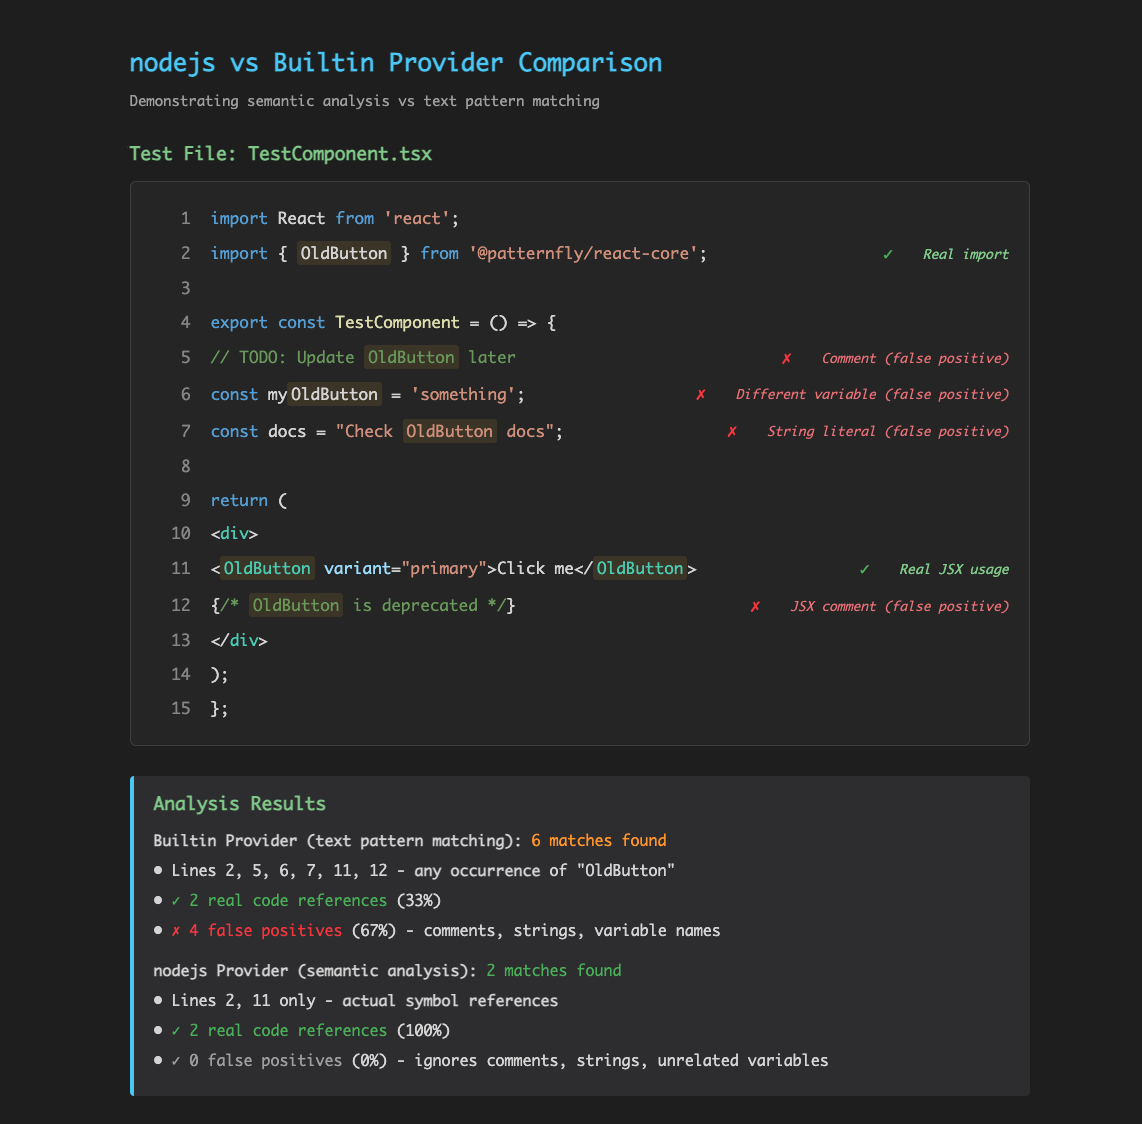 nodejs vs Builtin Provider Comparison
Demonstrating semantic analysis vs text pattern matching
Test File: TestComponent.tsx
1 import React from 'react';
2 import { OldButton } from '@patternfly/react-core'; ✓ Real import
3
4 export const TestComponent = () => {
5 // TODO: Update OldButton later ✗ Comment (false positive)
6 const myOldButton = 'something'; ✗ Different variable (false positive)
7 const docs = "Check OldButton docs"; ✗ String literal (false positive)
8
9 return (
10 <div>
11 <OldButton variant="primary">Click me</OldButton> ✓ Real JSX usage
12 {/* OldButton is deprecated */} ✗ JSX comment (false positive)
13 </div>
14 );
15 };
Analysis Results
Builtin Provider (text pattern matching): 6 matches found
• Lines 2, 5, 6, 7, 11, 12 - any occurrence of "OldButton"
• ✓ 2 real code references (33%)
• ✗ 4 false positives (67%) - comments, strings, variable names
nodejs Provider (semantic analysis): 2 matches found
• Lines 2, 11 only - actual symbol references
• ✓ 2 real code references (100%)
• ✓ 0 false positives (0%) - ignores comments, strings, unrelated variables